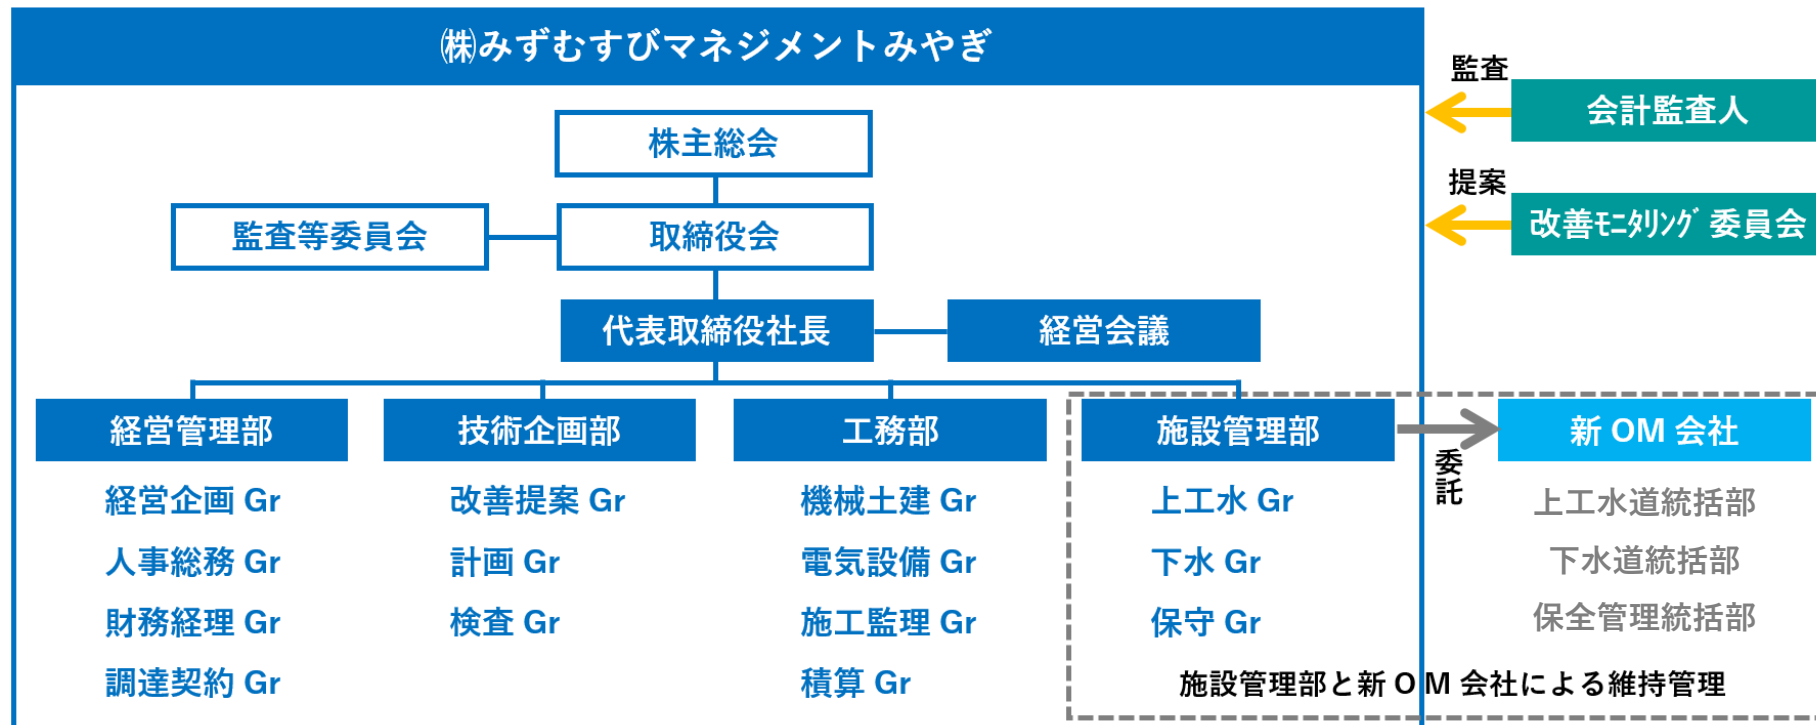 ㈱みずむすびマネジメントみやぎ
監査
会計監査人
株主総会
提案
改善ﾓﾆﾀﾘﾝｸﾞ委員会
監査等委員会
取締役会
代表取締役社長
経営会議
経営管理部
経営企画 Gr
人事総務 Gr
財務経理 Gr
調達契約 Gr
技術企画部
改善提案 Gr
計画 Gr
検査 Gr
工務部
機械土建 Gr
電気設備 Gr
施工監理 Gr
積算 Gr
施設管理部
上工水 Gr
下水 Gr
保守 Gr
委託
新 OM 会社
上工水道統括部
下水道統括部
保全管理統括部
施設管理部と新 OM 会社による維持管理